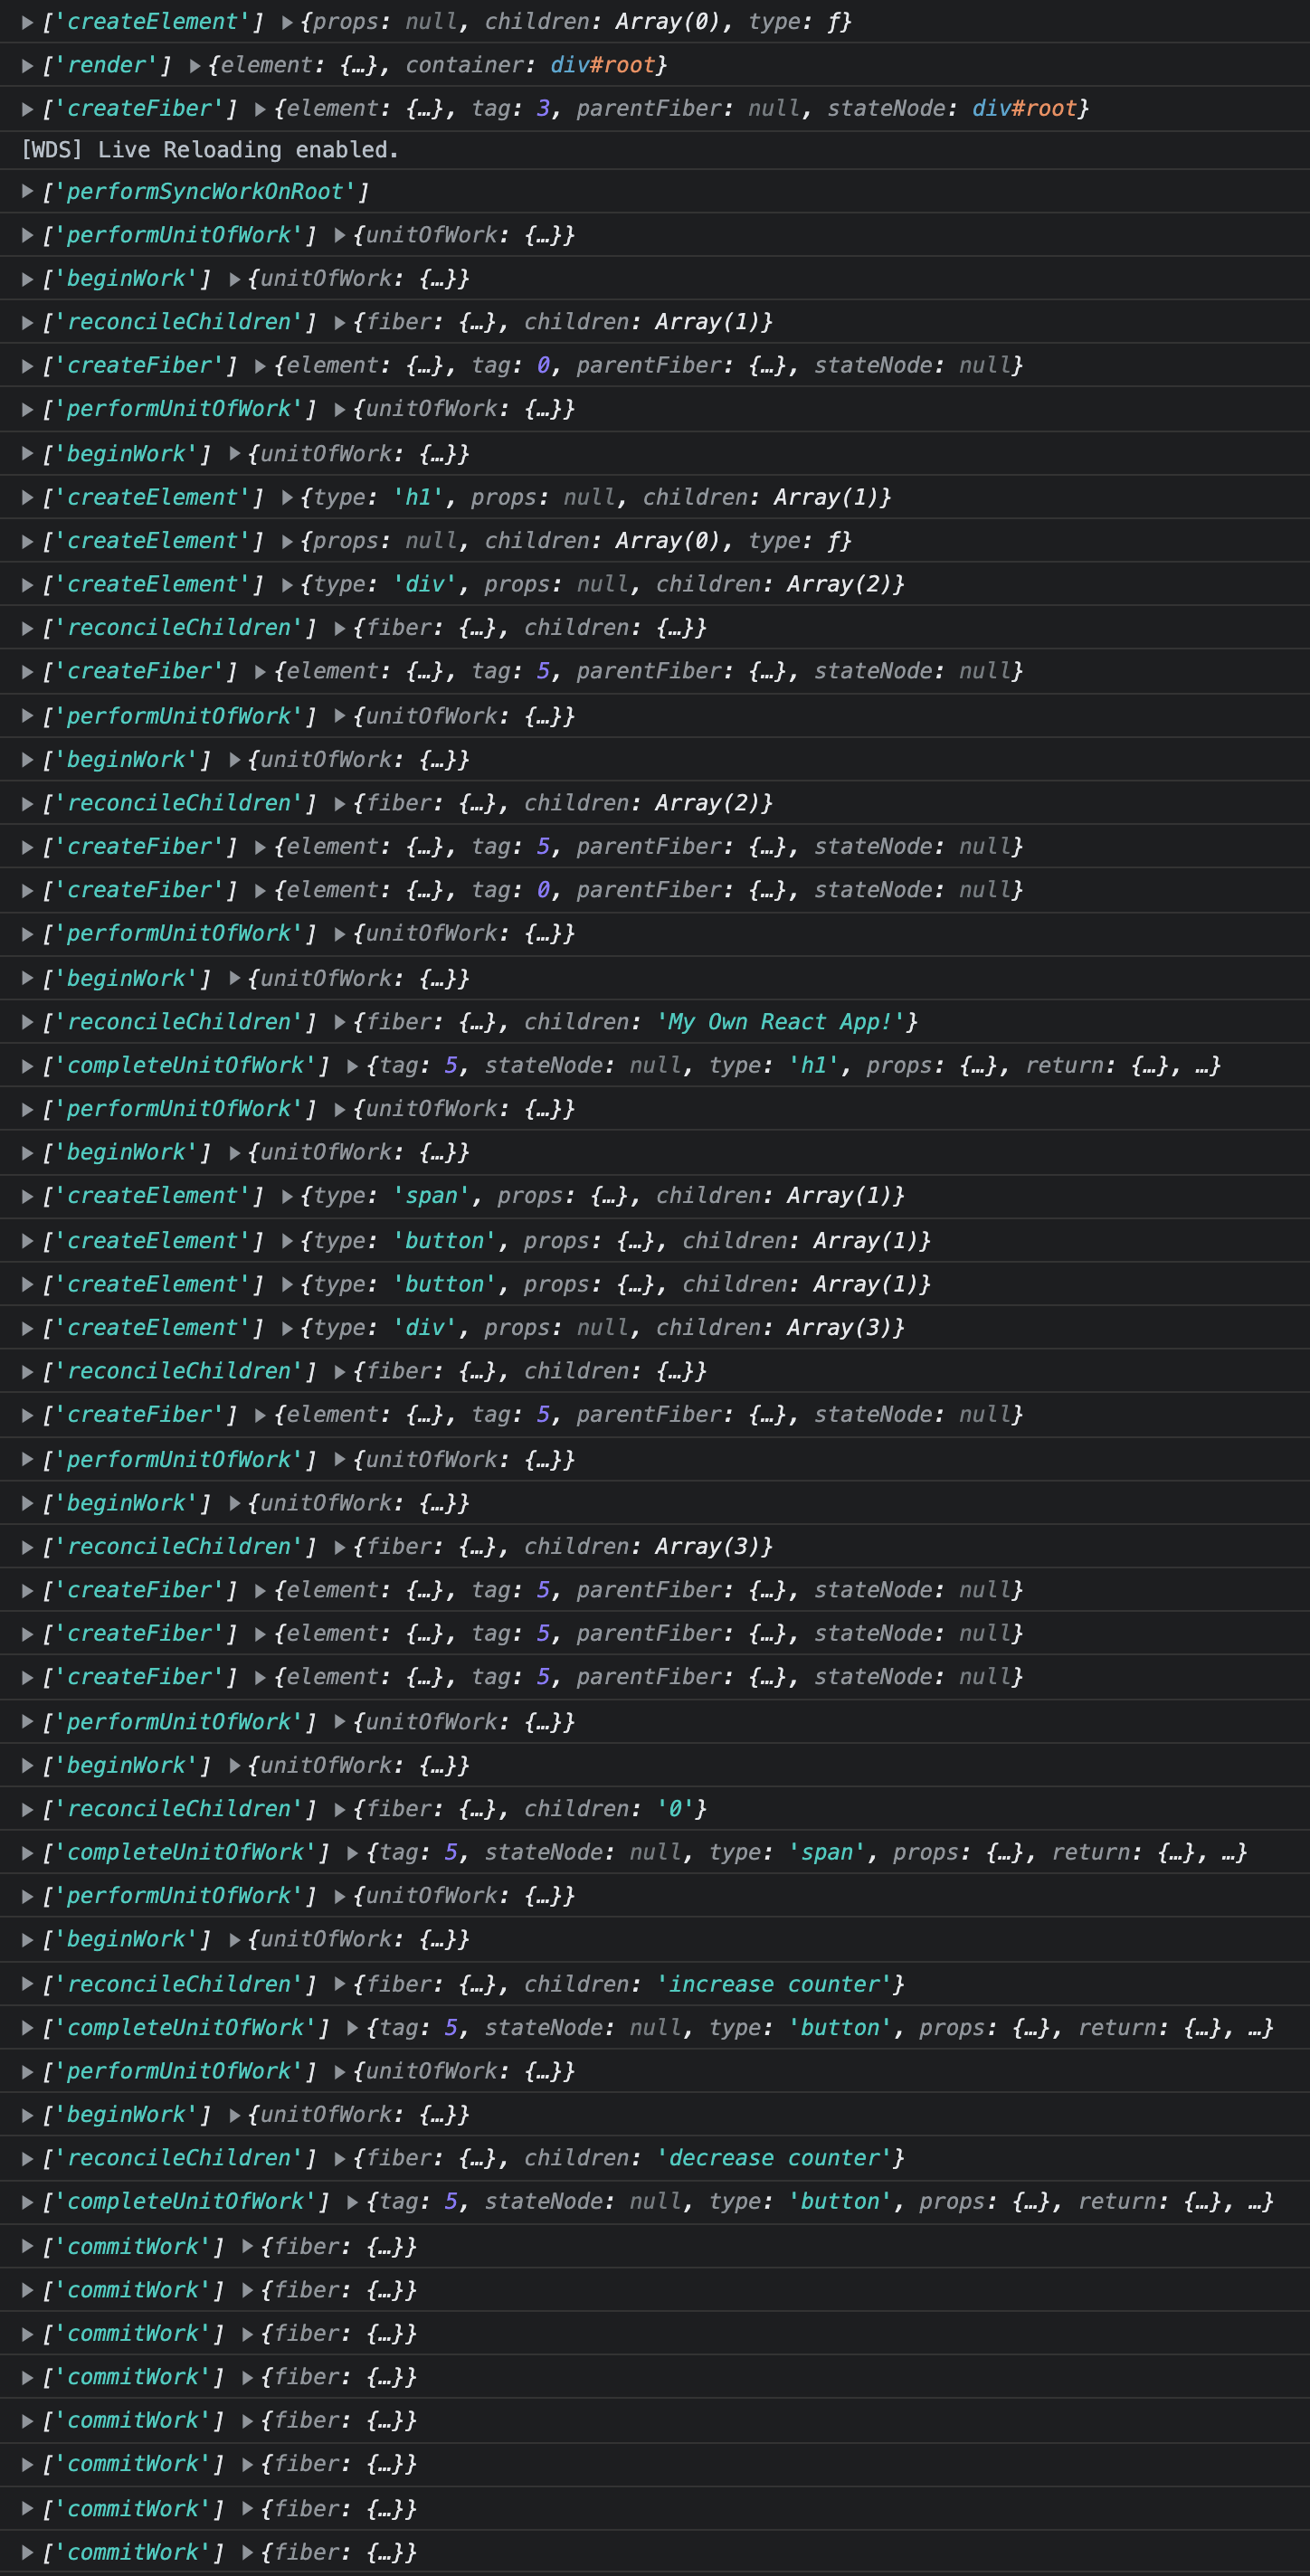 ▶['createElement'] ▶{props: null, children: Array(0), type: ƒ}
▶['render'] ▶{element: {…}, container: div#root}
▶['createFiber'] ▶{element: {…}, tag: 3, parentFiber: null, stateNode: div#root}
[WDS] Live Reloading enabled.
▶['performSyncWorkOnRoot']
▶['performUnitOfWork'] ▶{unitOfWork: {…}}
▶['beginWork'] ▶{unitOfWork: {…}}
▶['reconcileChildren'] ▶{fiber: {…}, children: Array(1)}
▶['createFiber'] ▶{element: {…}, tag: 0, parentFiber: {…}, stateNode: null}
▶['performUnitOfWork'] ▶{unitOfWork: {…}}
▶['beginWork'] ▶{unitOfWork: {…}}
▶['createElement'] ▶{type: 'h1', props: null, children: Array(1)}
▶['createElement'] ▶{props: null, children: Array(0), type: ƒ}
▶['createElement'] ▶{type: 'div', props: null, children: Array(2)}
▶['reconcileChildren'] ▶{fiber: {…}, children: {…}}
▶['createFiber'] ▶{element: {…}, tag: 5, parentFiber: {…}, stateNode: null}
▶['performUnitOfWork'] ▶{unitOfWork: {…}}
▶['beginWork'] ▶{unitOfWork: {…}}
▶['reconcileChildren'] ▶{fiber: {…}, children: Array(2)}
▶['createFiber'] ▶{element: {…}, tag: 5, parentFiber: {…}, stateNode: null}
▶['createFiber'] ▶{element: {…}, tag: 0, parentFiber: {…}, stateNode: null}
▶['performUnitOfWork'] ▶{unitOfWork: {…}}
▶['beginWork'] ▶{unitOfWork: {…}}
▶['reconcileChildren'] ▶{fiber: {…}, children: 'My Own React App!'}
▶['completeUnitOfWork'] ▶{tag: 5, stateNode: null, type: 'h1', props: {…}, return: {…}, …}
▶['performUnitOfWork'] ▶{unitOfWork: {…}}
▶['beginWork'] ▶{unitOfWork: {…}}
▶['createElement'] ▶{type: 'span', props: {…}, children: Array(1)}
▶['createElement'] ▶{type: 'button', props: {…}, children: Array(1)}
▶['createElement'] ▶{type: 'button', props: {…}, children: Array(1)}
▶['createElement'] ▶{type: 'div', props: null, children: Array(3)}
▶['reconcileChildren'] ▶{fiber: {…}, children: {…}}
▶['createFiber'] ▶{element: {…}, tag: 5, parentFiber: {…}, stateNode: null}
▶['performUnitOfWork'] ▶{unitOfWork: {…}}
▶['beginWork'] ▶{unitOfWork: {…}}
▶['reconcileChildren'] ▶{fiber: {…}, children: Array(3)}
▶['createFiber'] ▶{element: {…}, tag: 5, parentFiber: {…}, stateNode: null}
▶['createFiber'] ▶{element: {…}, tag: 5, parentFiber: {…}, stateNode: null}
▶['createFiber'] ▶{element: {…}, tag: 5, parentFiber: {…}, stateNode: null}
▶['performUnitOfWork'] ▶{unitOfWork: {…}}
▶['beginWork'] ▶{unitOfWork: {…}}
▶['reconcileChildren'] ▶{fiber: {…}, children: '0'}
▶['completeUnitOfWork'] ▶{tag: 5, stateNode: null, type: 'span', props: {…}, return: {…}, …}
▶['performUnitOfWork'] ▶{unitOfWork: {…}}
▶['beginWork'] ▶{unitOfWork: {…}}
▶['reconcileChildren'] ▶{fiber: {…}, children: 'increase counter'}
▶['completeUnitOfWork'] ▶{tag: 5, stateNode: null, type: 'button', props: {…}, return: {…}, …}
▶['performUnitOfWork'] ▶{unitOfWork: {…}}
▶['beginWork'] ▶{unitOfWork: {…}}
▶['reconcileChildren'] ▶{fiber: {…}, children: 'decrease counter'}
▶['completeUnitOfWork'] ▶{tag: 5, stateNode: null, type: 'button', props: {…}, return: {…}, …}
▶['commitWork'] ▶{fiber: {…}}
▶['commitWork'] ▶{fiber: {…}}
▶['commitWork'] ▶{fiber: {…}}
▶['commitWork'] ▶{fiber: {…}}
▶['commitWork'] ▶{fiber: {…}}
▶['commitWork'] ▶{fiber: {…}}
▶['commitWork'] ▶{fiber: {…}}
▶['commitWork'] ▶{fiber: {…}}